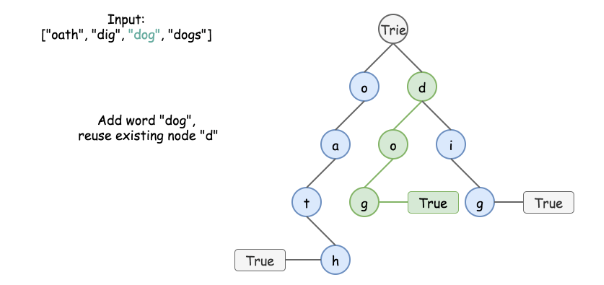 Input:
["oath", "dig", "dog", "dogs"]
Trie
o
d
Add word "dog",
reuse existing node "d"
a
o
i
t
g
True
g
True
True
h